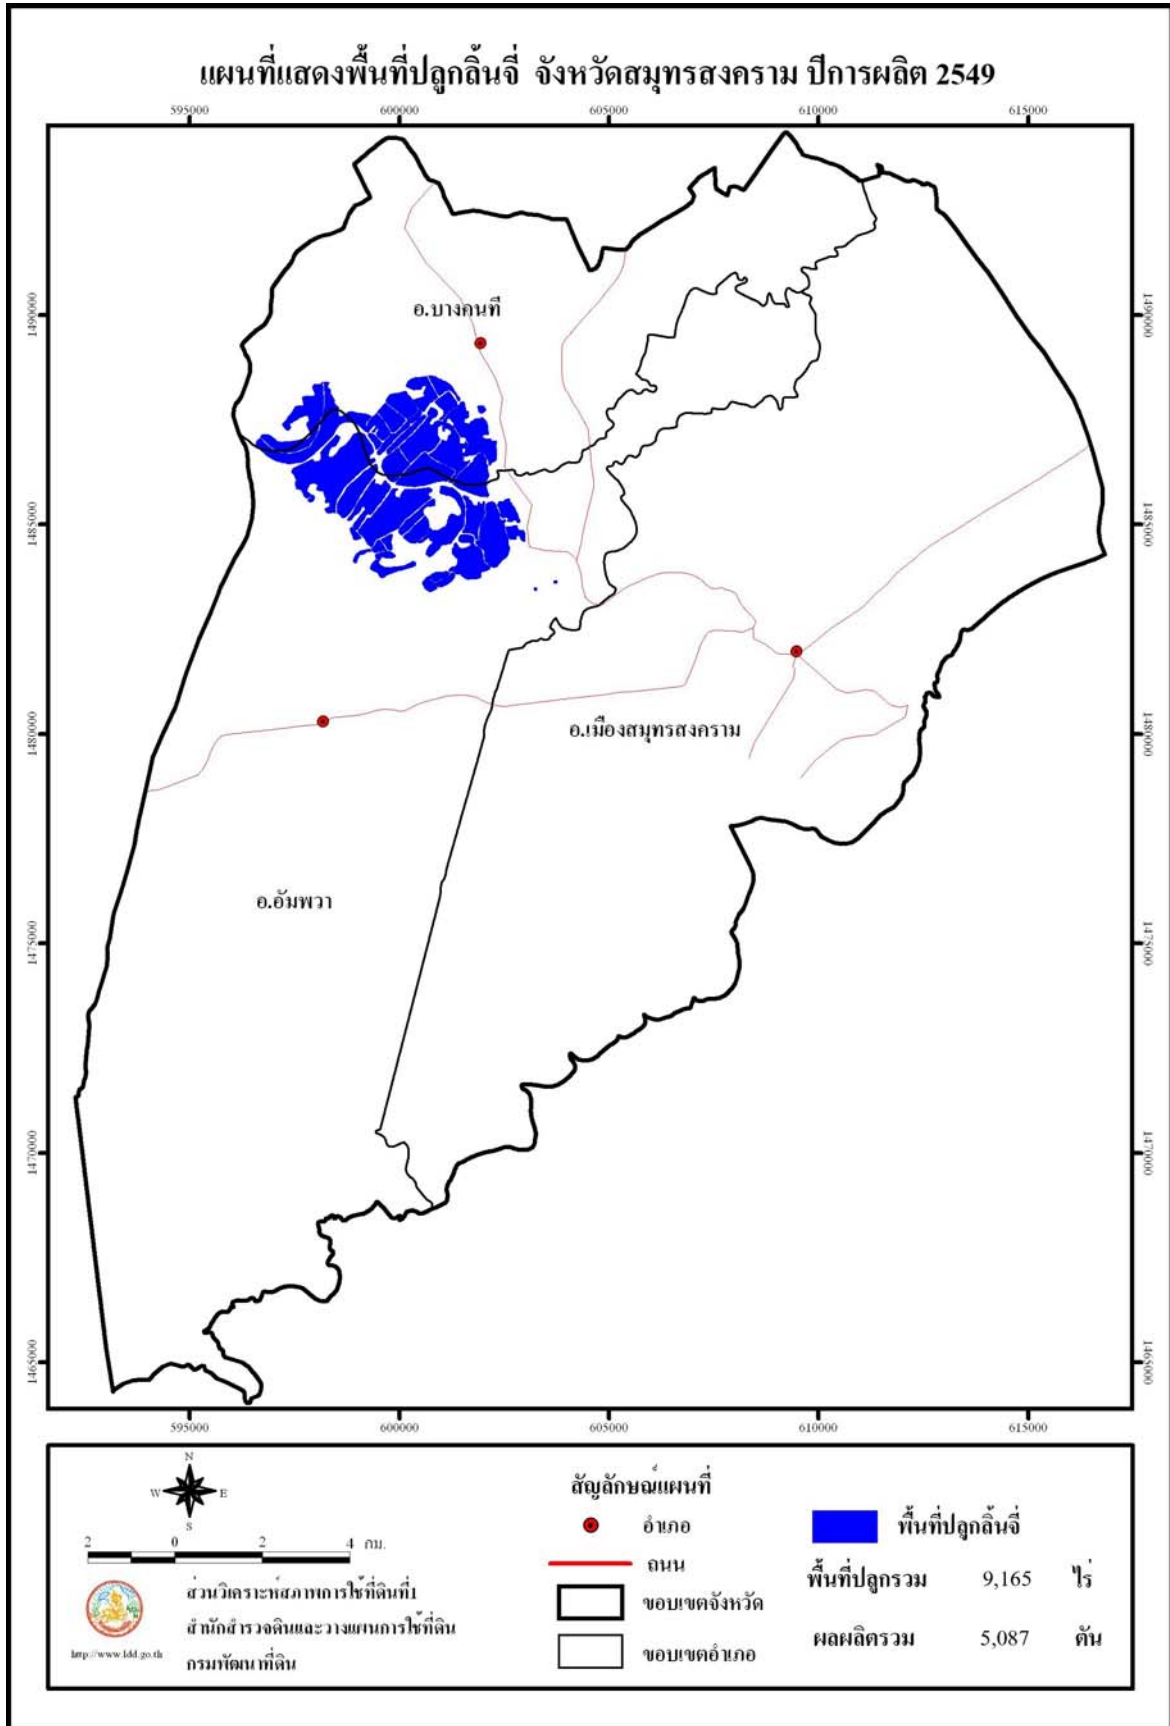 แผนที่แสดงพื้นที่ปลูกลิ้นจี่ จังหวัดสมุทรสงคราม ปีการผลิต 2549
595000 600000 605000 610000 615000
อ.บางคนที
1490000 1490000
1485000 1485000
อ.เมืองสมุทรสงคราม
1480000 1480000
อ.อัมพวา
1475000 1475000
1470000 1470000
1465000 1465000
595000 600000 605000 610000 615000
N
W E
S
2 0 2 4 กม.
ส่วนวิเคราะห์สภาพการใช้ที่ดินที่1
สำนักสำรวจดินและวางแผนการใช้ที่ดิน
http://www.ldd.go.th
กรมพัฒนาที่ดิน
สัญลักษณ์แผนที่
อำเภอ
ถนน
ขอบเขตจังหวัด
ขอบเขตอำเภอ
พื้นที่ปลูกลิ้นจี่
พื้นที่ปลูกรวม 9,165 ไร่
ผลผลิตรวม 5,087 ตัน